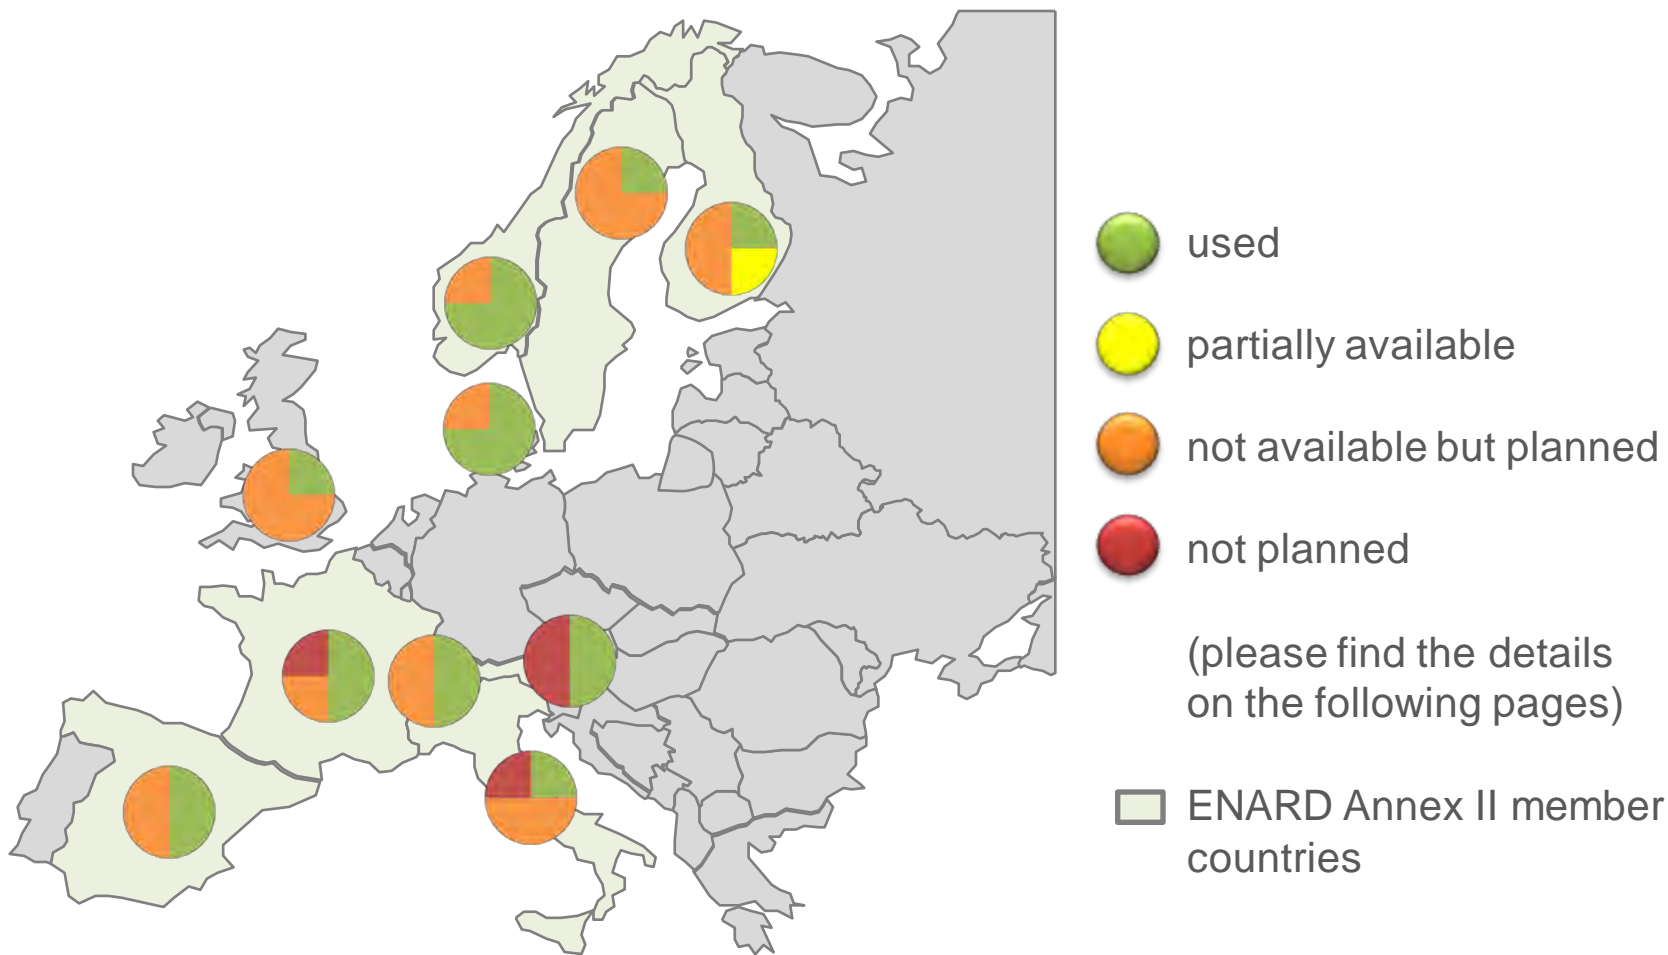 used
partially available
not available but planned
not planned
(please find the details
on the following pages)
ENARD Annex II member
countries